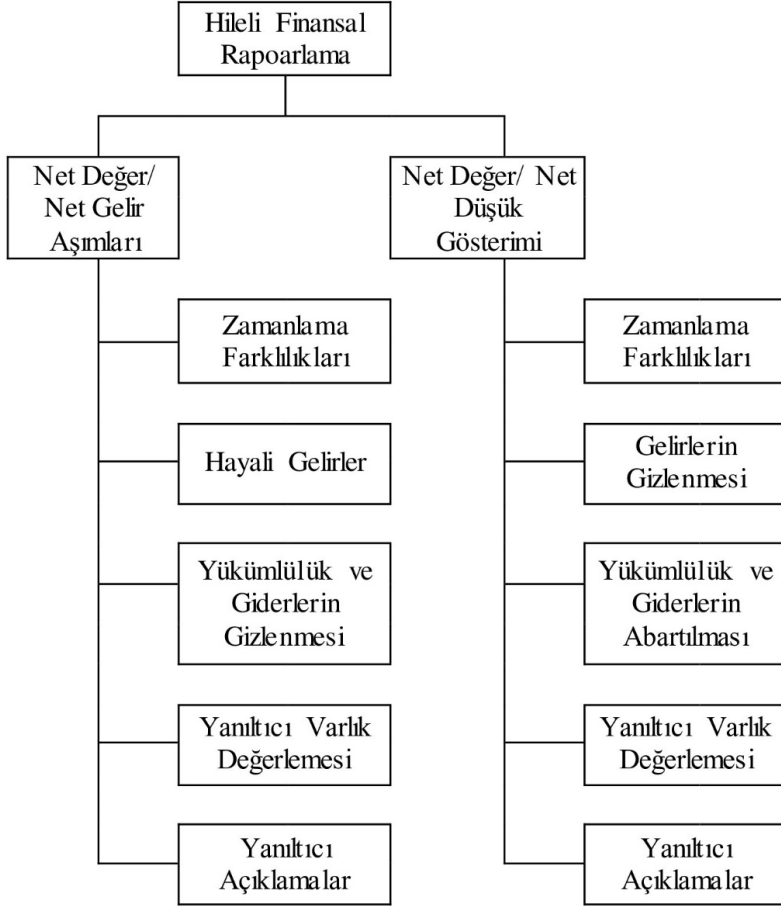 Hileli Finansal
Rapoarlama
Net Değer/
Net Gelir
Aşımları
Net Değer/ Net
Düşük
Gösterimi
Zamanlama
Farklılıkları
Hayali Gelirler
Yükümlülük ve
Giderlerin
Gizlenmesi
Yanıltıcı Varlık
Değerlemesi
Yanıltıcı
Açıklamalar
Zamanlama
Farklılıkları
Gelirlerin
Gizlenmesi
Yükümlülük ve
Giderlerin
Abartılması
Yanıltıcı Varlık
Değerlemesi
Yanıltıcı
Açıklamalar